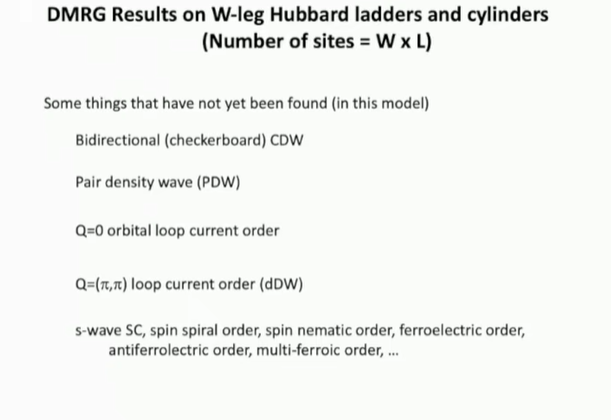 DMRG Results on W-leg Hubbard ladders and cylinders
(Number of sites = W x L)
Some things that have not yet been found (in this model)
Bidirectional (checkerboard) CDW
Pair density wave (PDW)
Q=0 orbital loop current order
Q=(π,π) loop current order (dDW)
s-wave SC, spin spiral order, spin nematic order, ferroelectric order,
antiferrolectric order, multi-ferroic order, ...